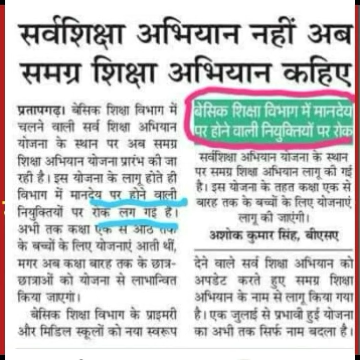 सर्वशिक्षा अभियान नहीं अब
समग्र शिक्षा अभियान कहिए
प्रतापगढ़। बेसिक शिक्षा विभाग में
चलने वाली सर्व शिक्षा अभियान
योजना के स्थान पर अब समग्र
शिक्षा अभियान योजना प्रारंभ की जा
रही है। इस योजना के लागू होते ही
विभाग में मानदेय पर होने वाली
नियुक्तियों पर रोक लग गई है।
अभी तक कक्षा एक से आठ तक
के बच्चों के लिए योजनाएं आती थीं,
मगर अब कक्षा बारह तक के छात्र-
छात्राओं को योजना से लाभान्वित
किया जाएगो।
बेसिक शिक्षा विभाग के प्राइमरी
और मिडिल स्कूलों को नया स्वरूप
बेसिक शिक्षा विभाग में मानदेय
पर होने वाली नियुक्तियों पर रोक
सर्वशिक्षा अभियान योजना के स्थान
पर समग्र शिक्षा अभियान लागू की गई
है। इस योजना के तहत कक्षा एक से
बारह तक के बच्चों के लिए योजनाएं
लागू की जाएंगी।
अशोक कुमार सिंह, बीएसए
देने वाले सर्व शिक्षा अभियान को
अपडेट करते हुए समग्र शिक्षा
अभियान के नाम से लागू किया गया
है। एक जुलाई से प्रभावी हुई योजना
का अभी तक सिर्फ नाम बदला है।